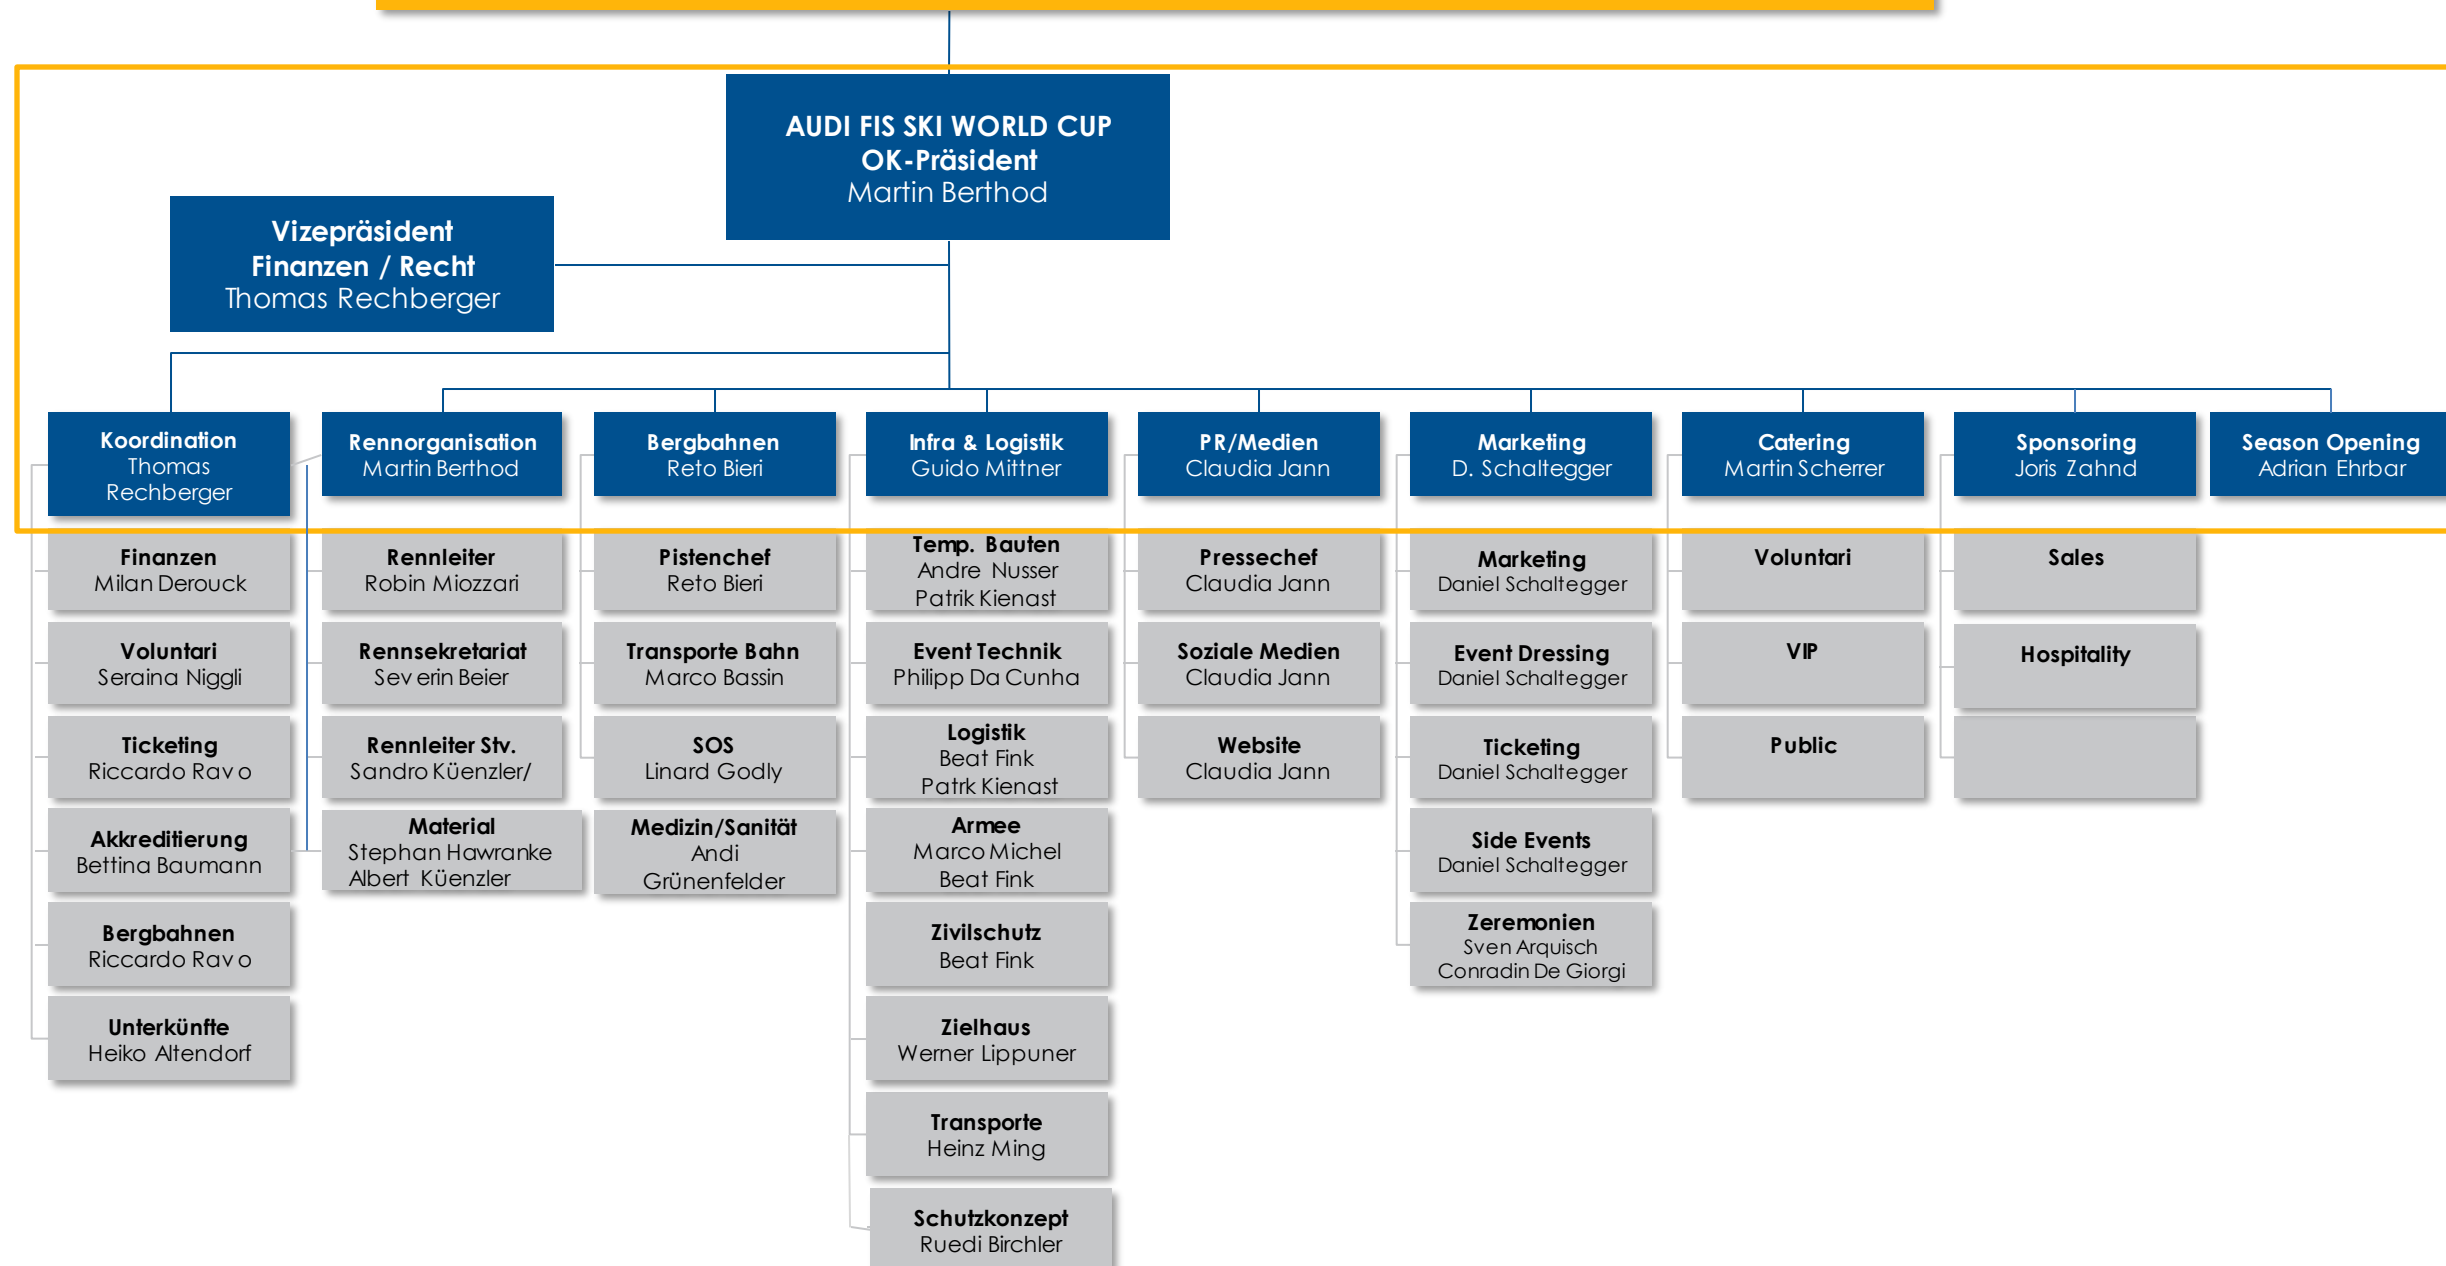 AUDI FIS SKI WORLD CUP
OK-Präsident
Martin Berthod
Vizepräsident
Finanzen / Recht
Thomas Rechberger
Koordination
Thomas
Rechberger
Finanzen
Milan Derouck
Voluntari
Seraina Niggli
Ticketing
Riccardo Ravo
Akkreditierung
Bettina Baumann
Bergbahnen
Riccardo Ravo
Unterkünfte
Heiko Altendorf
Rennorganisation
Martin Berthod
Rennleiter
Robin Miozzari
Rennsekretariat
Severin Beier
Rennleiter Stv.
Sandro Küenzler/
Material
Stephan Hawranke
Albert Küenzler
Bergbahnen
Reto Bieri
Pistenchef
Reto Bieri
Transporte Bahn
Marco Bassin
SOS
Linard Godly
Medizin/Sanität
Andi
Grünenfelder
Infra & Logistik
Guido Mittner
Temp. Bauten
Andre Nusser
Patrik Kienast
Event Technik
Philipp Da Cunha
Logistik
Beat Fink
Patrk Kienast
Armee
Marco Michel
Beat Fink
Zivilschutz
Beat Fink
Zielhaus
Werner Lippuner
Transporte
Heinz Ming
Schutzkonzept
Ruedi Birchler
PR/Medien
Claudia Jann
Pressechef
Claudia Jann
Soziale Medien
Claudia Jann
Website
Claudia Jann
Marketing
D. Schaltegger
Marketing
Daniel Schaltegger
Event Dressing
Daniel Schaltegger
Ticketing
Daniel Schaltegger
Side Events
Daniel Schaltegger
Zeremonien
Sven Arquisch
Conradin De Giorgi
Catering
Martin Scherrer
Voluntari
VIP
Public
Sponsoring
Joris Zahnd
Sales
Hospitality
Season Opening
Adrian Ehrbar